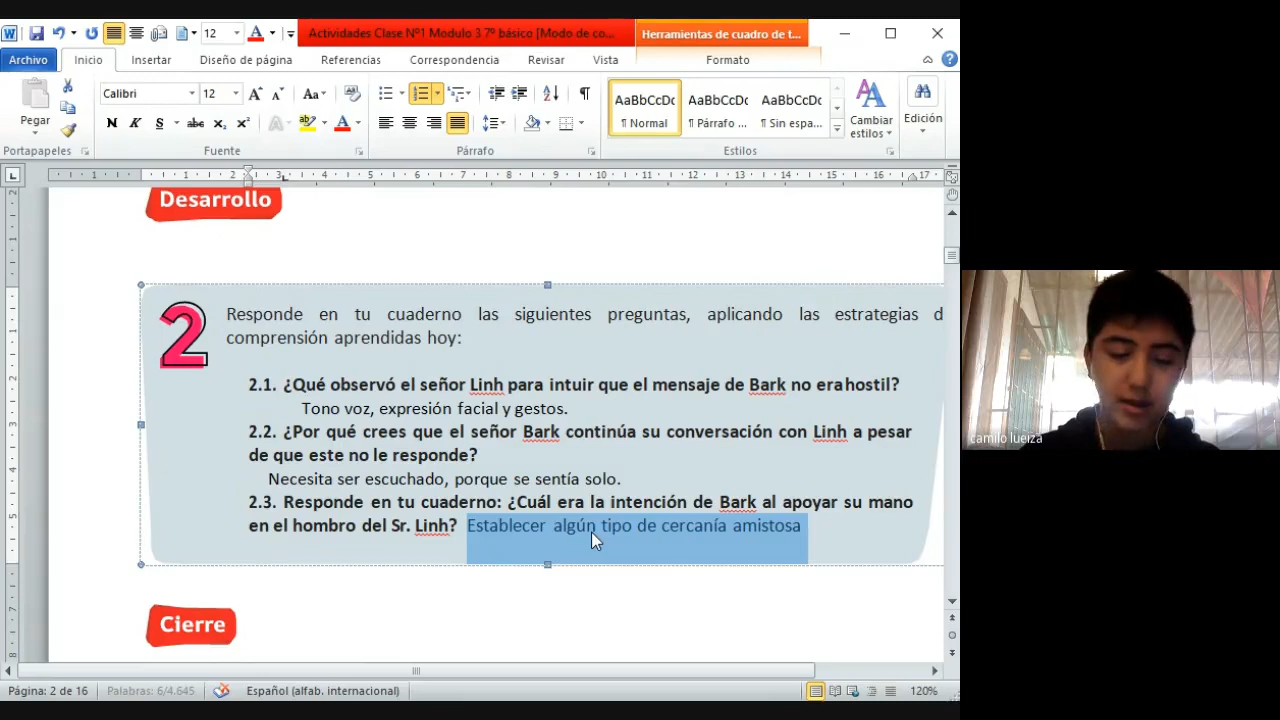 12
Actividades Clase Nº1 Modulo 3 7º básico [Modo de co...
Herramientas de cuadro de t...
Archivo
Inicio
Insertar
Diseño de página
Referencias
Correspondencia
Revisar
Vista
Formato
Pegar
Calibri
12
AaBbCcDc
¶ Normal
AaBbCcDc
¶ Párrafo ...
AaBbCcDc
¶ Sin espa...
Cambiar
estilos
Edición
Portapapeles
Fuente
Párrafo
Estilos
Desarrollo
2
Responde en tu cuaderno las siguientes preguntas, aplicando las estrategias d
comprensión aprendidas hoy:
2.1. ¿Qué observó el señor Linh para intuir que el mensaje de Bark no era hostil?
Tono voz, expresión facial y gestos.
2.2. ¿Por qué crees que el señor Bark continúa su conversación con Linh a pesar
de que este no le responde?
Necesita ser escuchado, porque se sentía solo.
2.3. Responde en tu cuaderno: ¿Cuál era la intención de Bark al apoyar su mano
en el hombro del Sr. Linh? Establecer algún tipo de cercanía amistosa
Cierre
Página: 2 de 16
Palabras: 6/4.645
Español (alfab. internacional)
120%
camilo lueiza